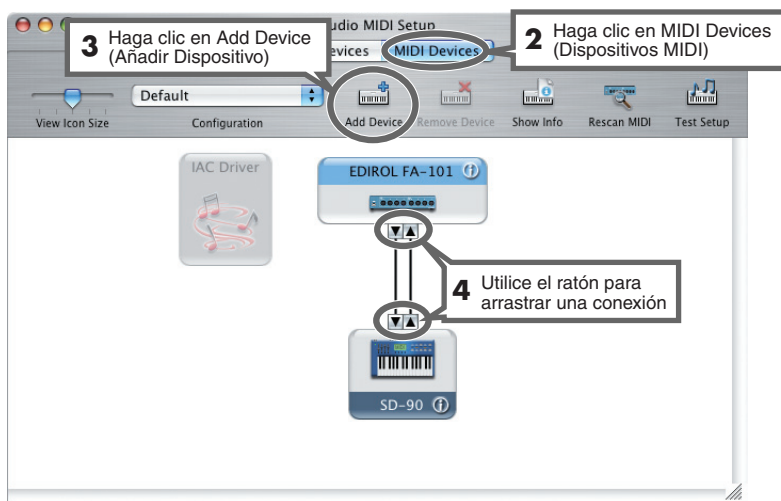 udio MIDI Setup
evices
MIDI Devices
2 Haga clic en MIDI Devices
(Dispositivos MIDI)
3 Haga clic en Add Device
(Añadir Dispositivo)
Default
View Icon Size
Configuration
Add Device
Remove Device
Show Info
Rescan MIDI
Test Setup
IAC Driver
EDIROL FA-101
4 Utilice el ratón para
arrastrar una conexión
SD-90